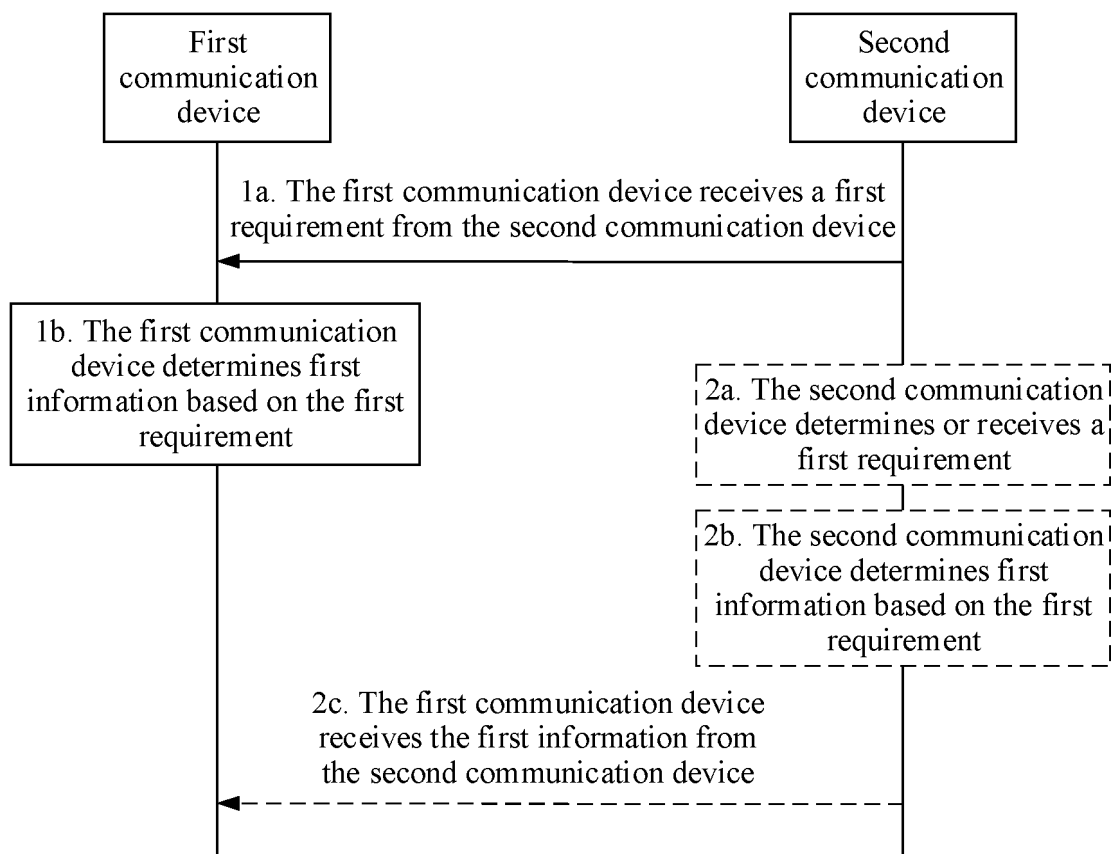 First
communication
device
Second
communication
device
1a. The first communication device receives a first
requirement from the second communication device
1b. The first communication
device determines first
information based on the first
requirement
2a. The second communication
device determines or receives a
first requirement
2b. The second communication
device determines first
information based on the first
requirement
2c. The first communication device
receives the first information from
the second communication device